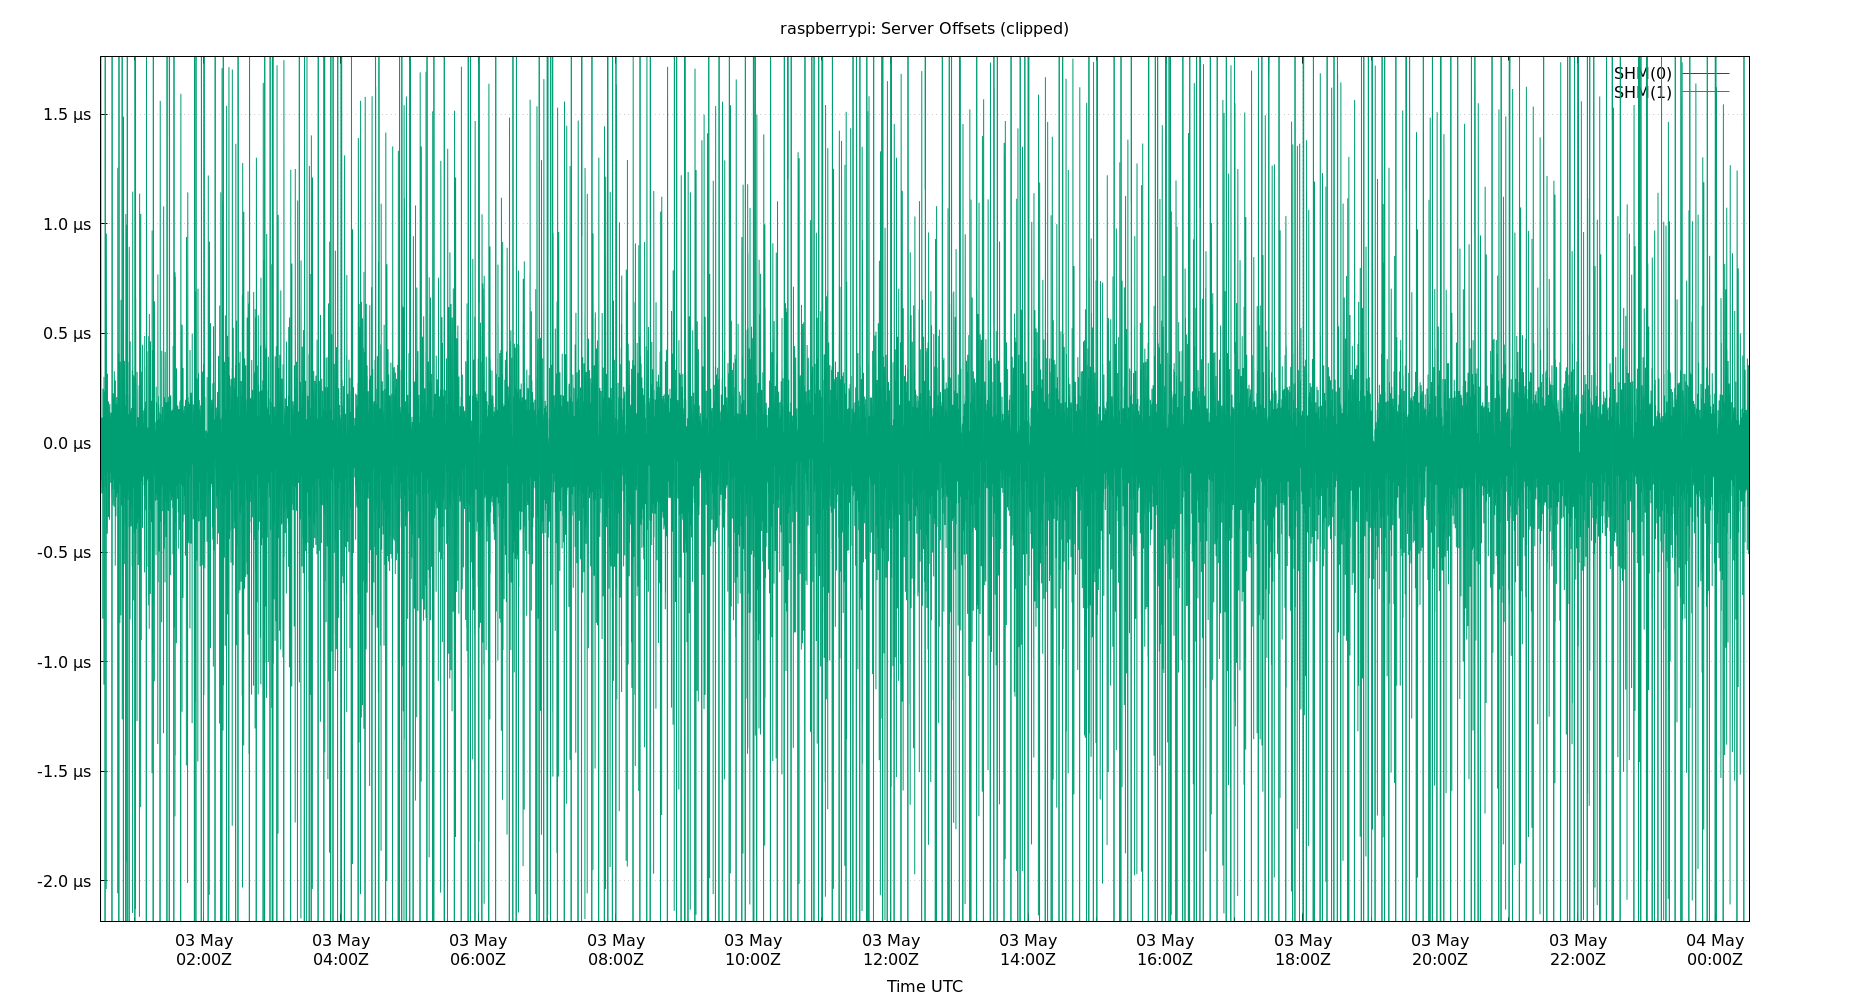 raspberrypi: Server Offsets (clipped)
SHM(0)
SHM(1)
1.5 µs
1.0 µs
0.5 µs
0.0 µs
-0.5 µs
-1.0 µs
-1.5 µs
-2.0 µs
03 May 03 May 03 May 03 May 03 May 03 May 03 May 03 May 03 May 03 May 03 May 04 May
02:00Z 04:00Z 06:00Z 08:00Z 10:00Z 12:00Z 14:00Z 16:00Z 18:00Z 20:00Z 22:00Z 00:00Z
Time UTC